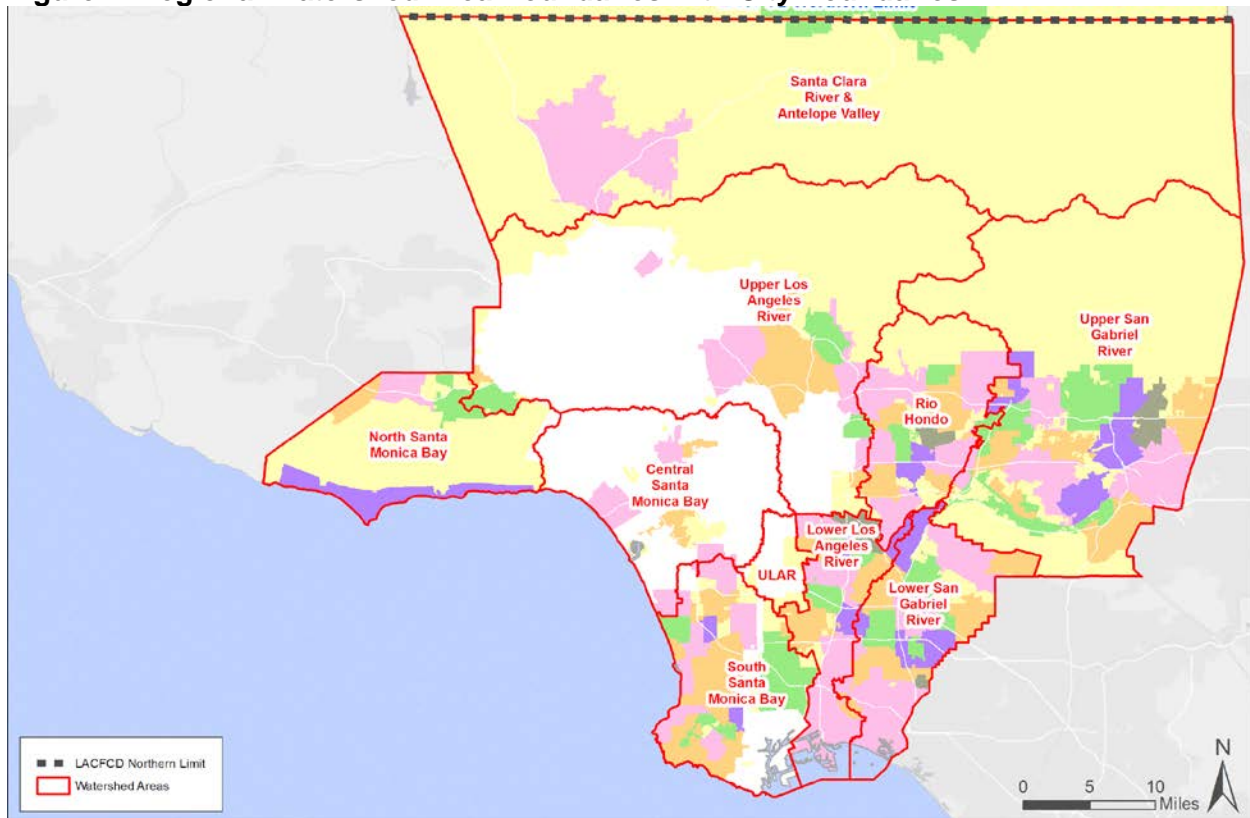 Santa Clara
River &
Antelope Valley
Upper Los
Angeles
River
Upper San
Gabriel
River
Rio
Hondo
North Santa
Monica Bay
Central
Santa
Monica Bay
Lower Los
Angeles
River
ULAR
Lower San
Gabriel
River
South
Santa
Monica Bay
LACFCD Northern Limit
Watershed Areas
N
0 5 10
Miles